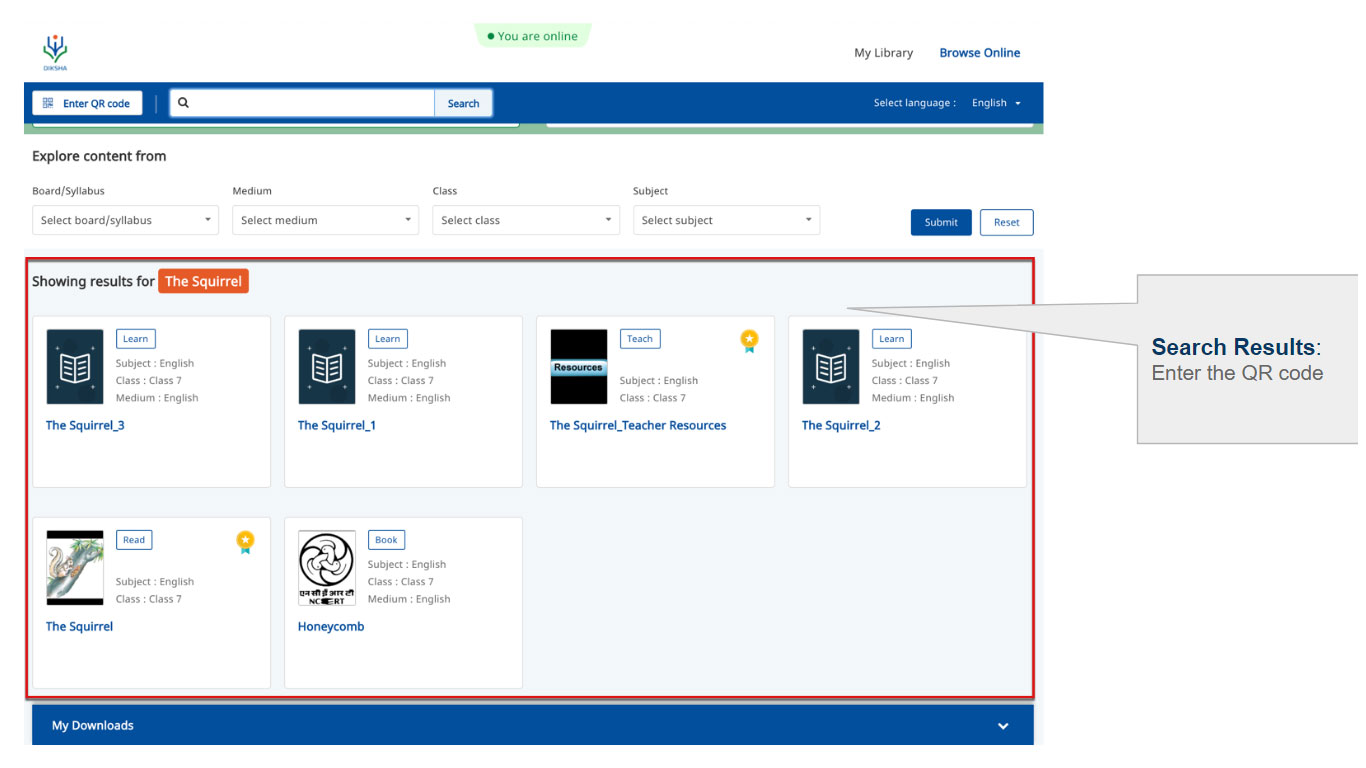 You are online
DIKSHA
My Library Browse Online
Enter QR code Search Select language : English
Explore content from
Board/Syllabus Medium Class Subject
Select board/syllabus Select medium Select class Select subject Submit Reset
Showing results for The Squirrel
Learn
Subject : English
Class : Class 7
Medium : English
The Squirrel_3
Learn
Subject : English
Class : Class 7
Medium : English
The Squirrel_1
Resources
Teach
Subject : English
Class : Class 7
The Squirrel_Teacher Resources
Learn
Subject : English
Class : Class 7
Medium : English
The Squirrel_2
Read
Subject : English
Class : Class 7
The Squirrel
एन सी ई आर टी
NCERT
Book
Subject : English
Class : Class 7
Medium : English
Honeycomb
My Downloads
Search Results:
Enter the QR code